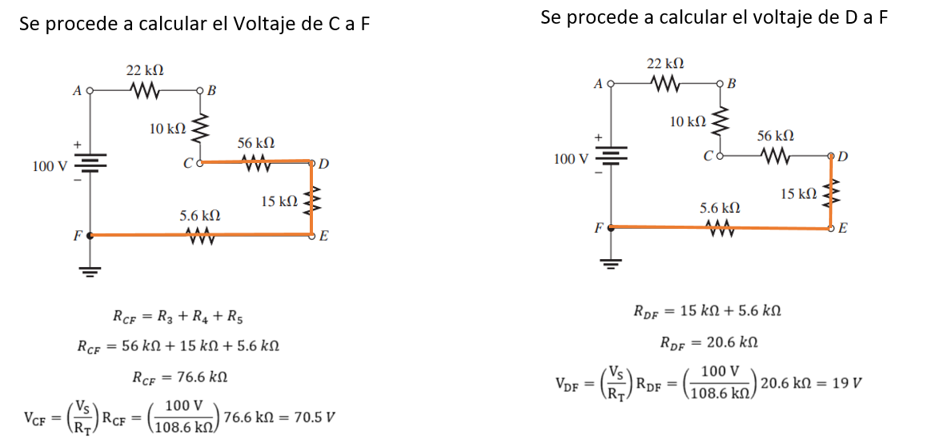 Se procede a calcular el Voltaje de C a F
22 kΩ
A
B
10 kΩ
56 kΩ
+
100 V
C
D
−
15 kΩ
5.6 kΩ
F
E
R_CF = R_3 + R_4 + R_5
R_CF = 56 kΩ + 15 kΩ + 5.6 kΩ
R_CF = 76.6 kΩ
V_CF = (V_S / R_T) R_CF = (100 V / 108.6 kΩ) 76.6 kΩ = 70.5 V
Se procede a calcular el voltaje de D a F
22 kΩ
A
B
10 kΩ
56 kΩ
+
100 V
C
D
−
15 kΩ
5.6 kΩ
F
E
R_DF = 15 kΩ + 5.6 kΩ
R_DF = 20.6 kΩ
V_DF = (V_S / R_T) R_DF = (100 V / 108.6 kΩ) 20.6 kΩ = 19 V